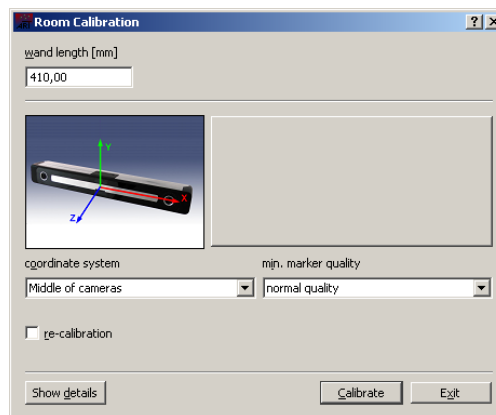 Room Calibration
wand length [mm]
410,00
Y
X
Z
coordinate system
min. marker quality
Middle of cameras
normal quality
re-calibration
Show details
Calibrate
Exit